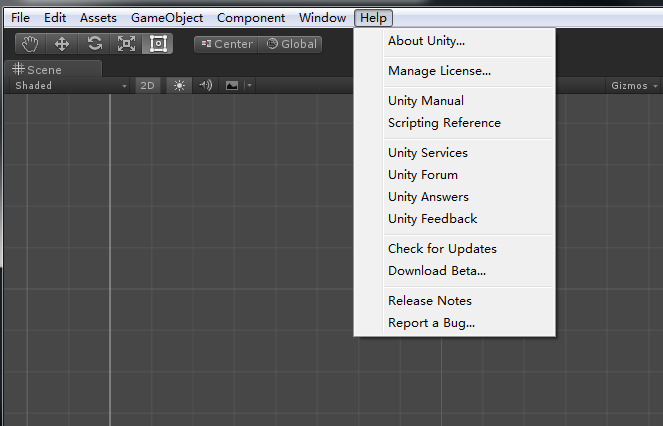 File Edit Assets GameObject Component Window Help
Center Global
Scene
Shaded 2D Gizmos
About Unity...
Manage License...
Unity Manual
Scripting Reference
Unity Services
Unity Forum
Unity Answers
Unity Feedback
Check for Updates
Download Beta...
Release Notes
Report a Bug...